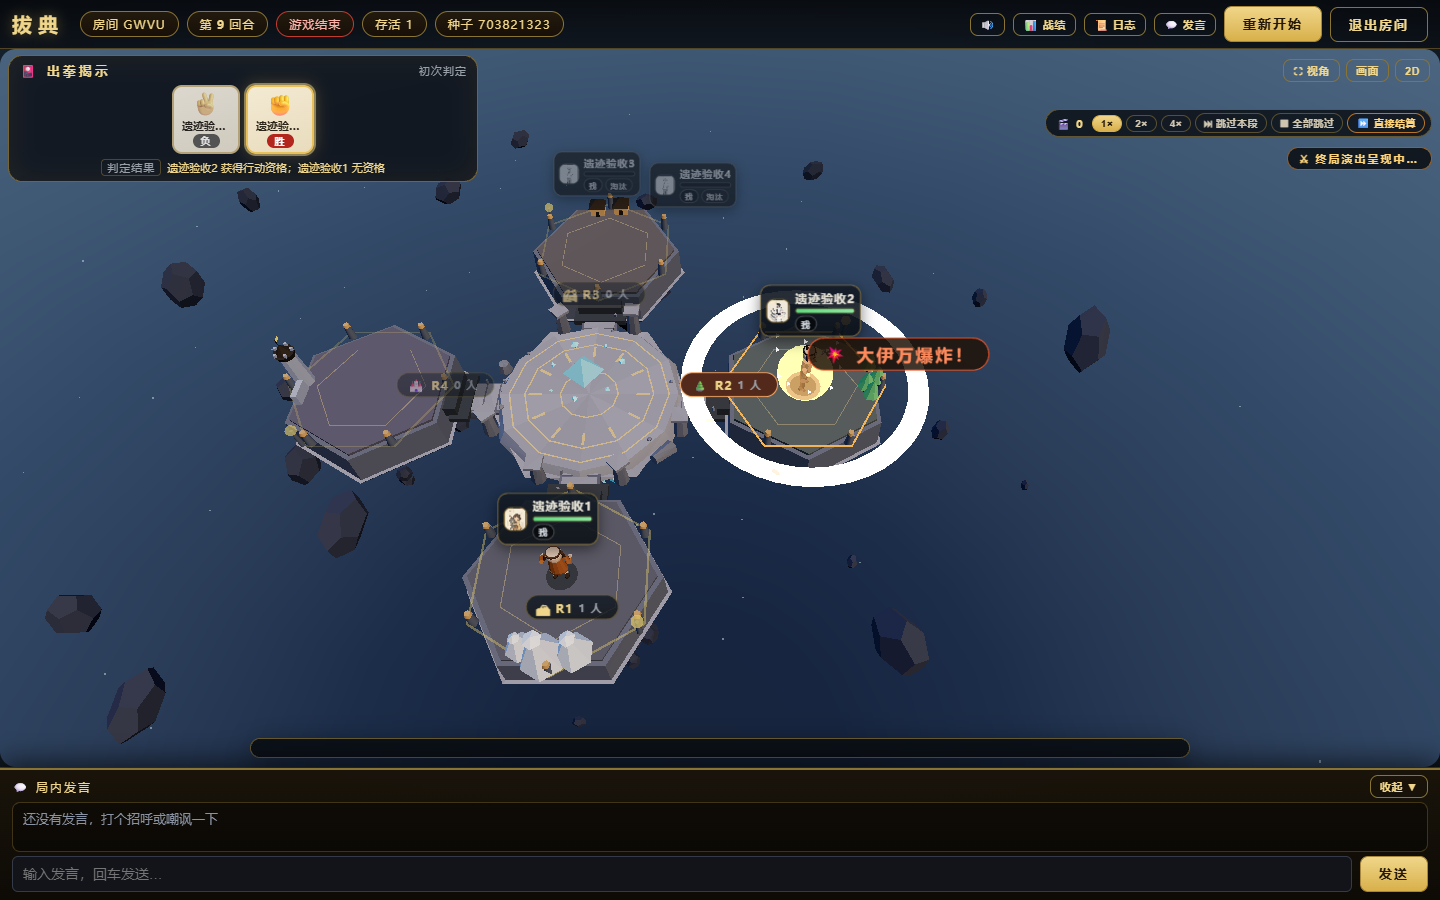 拔典
房间 GWVU
第 9 回合
游戏结束
存活 1
种子 703821323
战绩
日志
发言
重新开始
退出房间
出拳揭示
初次判定
遗迹验...
负
遗迹验...
胜
判定结果
遗迹验收2 获得行动资格；遗迹验收1 无资格
视角
画面
2D
0
1×
2×
4×
跳过本段
全部跳过
直接结算
终局演出呈现中...
遗迹验收3
我
淘汰
遗迹验收4
我
淘汰
R3 0 人
遗迹验收2
我
大伊万爆炸！
R4 0 人
R2 1 人
遗迹验收1
我
R1 1 人
局内发言
收起 ▼
还没有发言，打个招呼或嘲讽一下
输入发言，回车发送...
发送